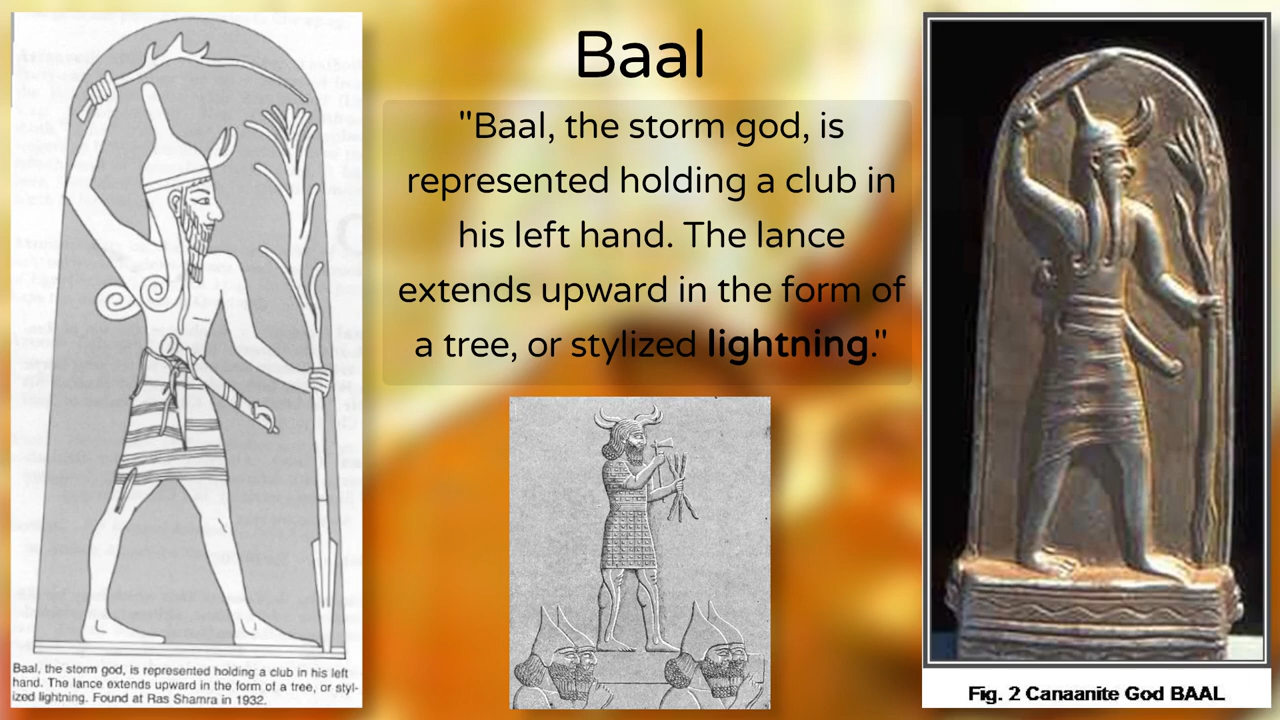 Baal
"Baal, the storm god, is
represented holding a club in
his left hand. The lance
extends upward in the form of
a tree, or stylized lightning."
Baal, the storm god, is represented holding a club in his left
hand. The lance extends upward in the form of a tree, or styl-
ized lightning. Found at Ras Shamra in 1932.
Fig. 2 Canaanite God BAAL